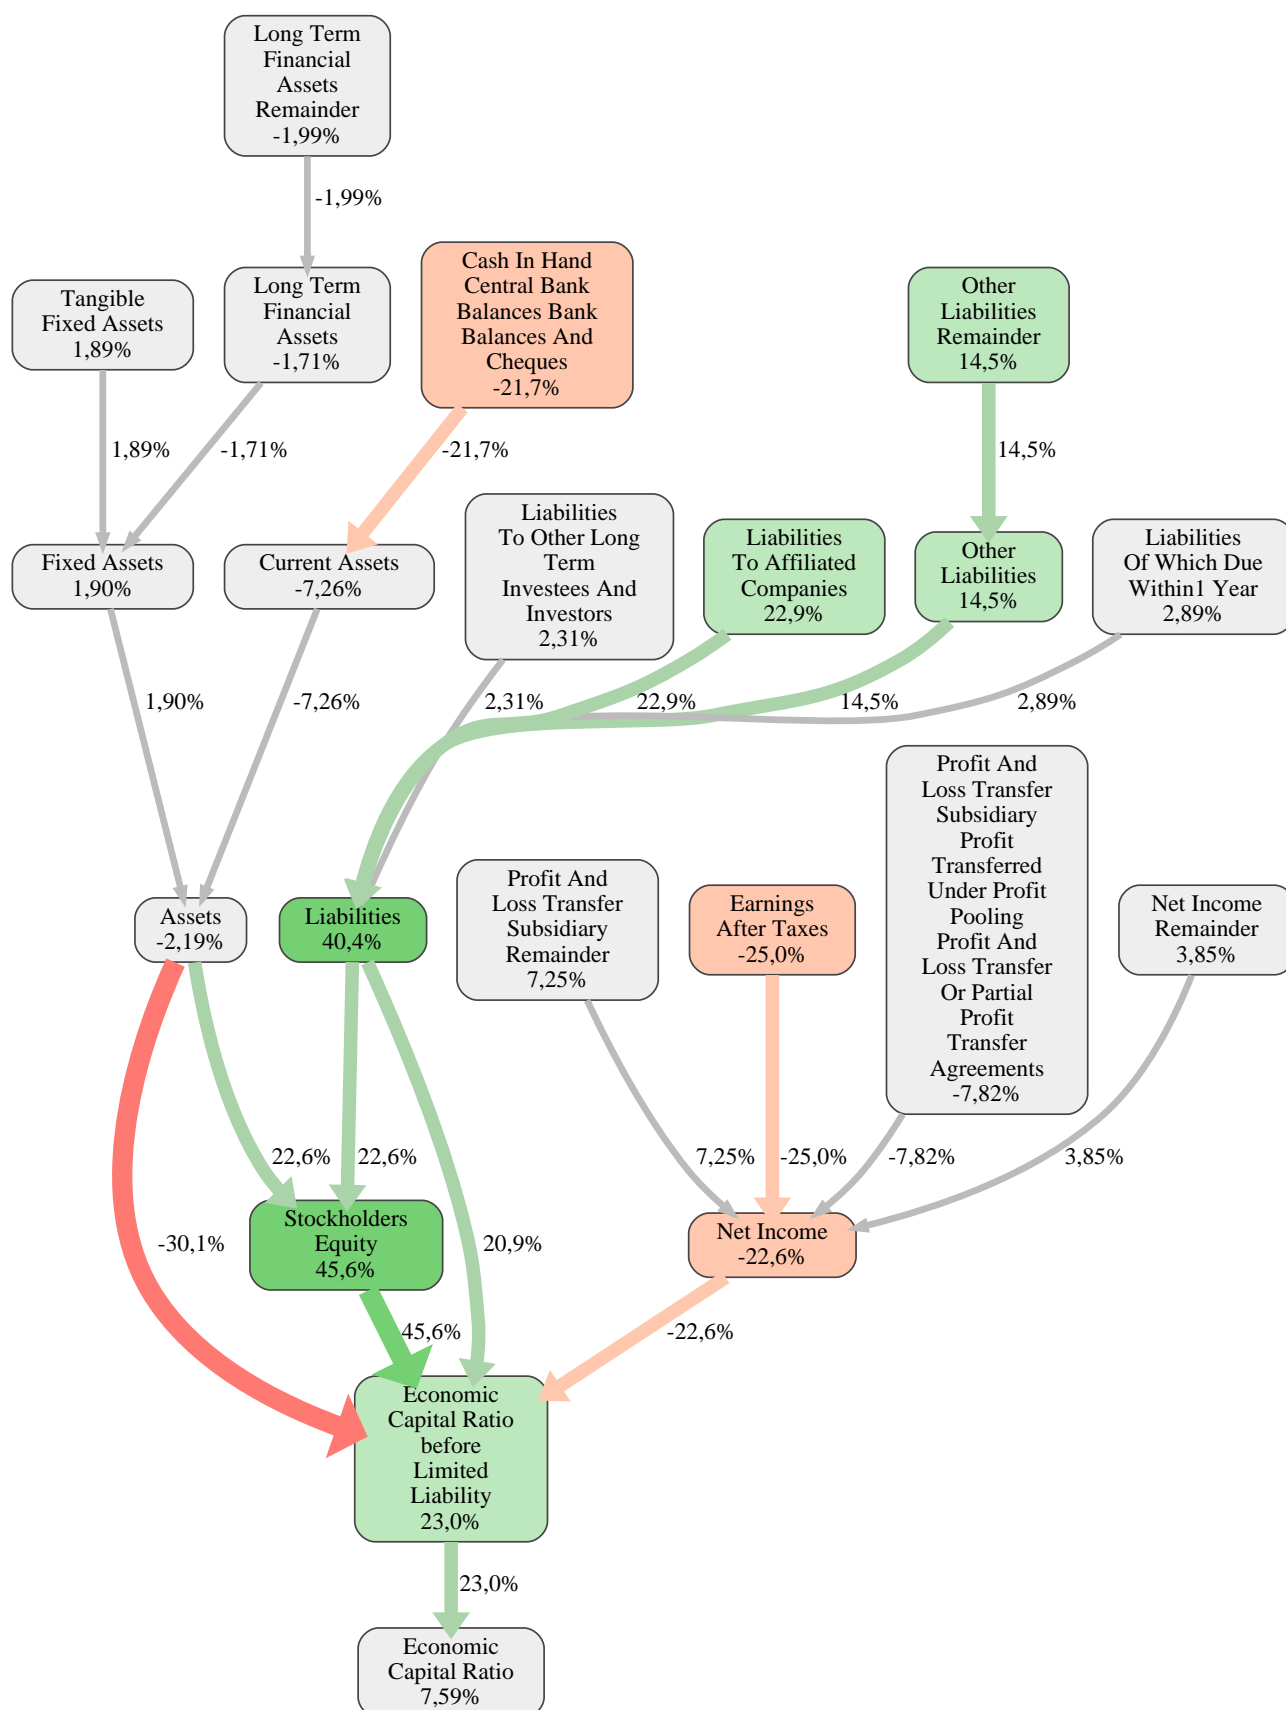 Long Term
Financial
Assets
Remainder
-1,99%
-1,99%
Tangible
Fixed Assets
1,89%
Long Term
Financial
Assets
-1,71%
Cash In Hand
Central Bank
Balances Bank
Balances And
Cheques
-21,7%
Other
Liabilities
Remainder
14,5%
1,89%
-1,71%
-21,7%
14,5%
Fixed Assets
1,90%
Current Assets
-7,26%
Liabilities
To Other Long
Term
Investees And
Investors
2,31%
Liabilities
To Affiliated
Companies
22,9%
Other
Liabilities
14,5%
Liabilities
Of Which Due
Within1 Year
2,89%
1,90%
-7,26%
2,31%
22,9%
14,5%
2,89%
Assets
-2,19%
Liabilities
40,4%
Profit And
Loss Transfer
Subsidiary
Remainder
7,25%
Earnings
After Taxes
-25,0%
Profit And
Loss Transfer
Subsidiary
Profit
Transferred
Under Profit
Pooling
Profit And
Loss Transfer
Or Partial
Profit
Transfer
Agreements
-7,82%
Net Income
Remainder
3,85%
22,6%
22,6%
7,25%
-25,0%
-7,82%
3,85%
-30,1%
Stockholders
Equity
45,6%
20,9%
Net Income
-22,6%
45,6%
-22,6%
Economic
Capital Ratio
before
Limited
Liability
23,0%
23,0%
Economic
Capital Ratio
7,59%